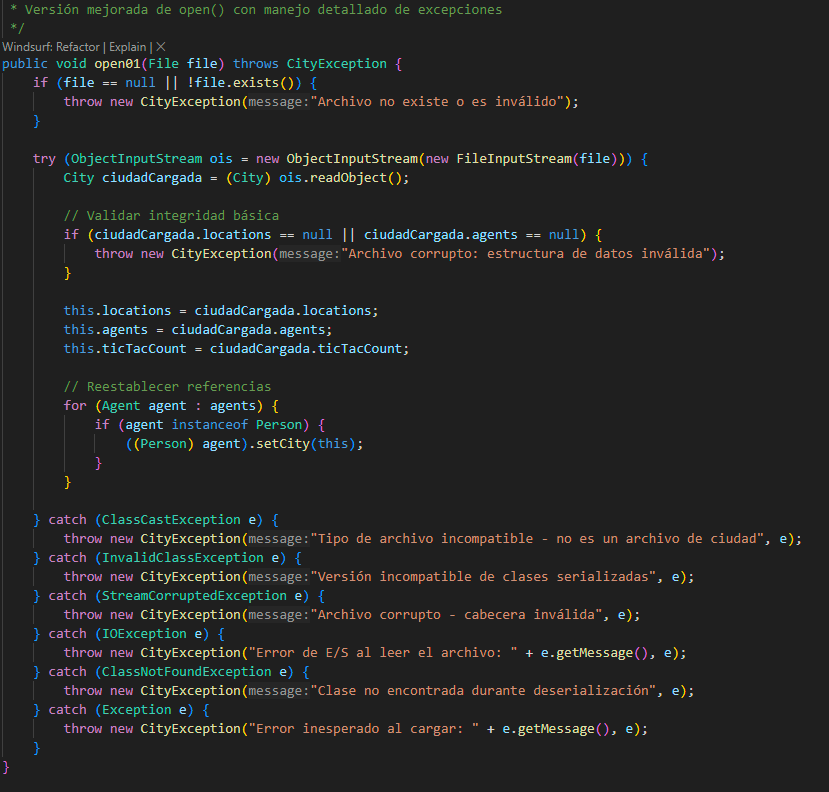 * Versión mejorada de open() con manejo detallado de excepciones
*/
Windsurf: Refactor | Explain | X
public void open01(File file) throws CityException {
    if (file == null || !file.exists()) {
        throw new CityException(message:"Archivo no existe o es inválido");
    }

    try (ObjectInputStream ois = new ObjectInputStream(new FileInputStream(file))) {
        City ciudadCargada = (City) ois.readObject();

        // Validar integridad básica
        if (ciudadCargada.locations == null || ciudadCargada.agents == null) {
            throw new CityException(message:"Archivo corrupto: estructura de datos inválida");
        }

        this.locations = ciudadCargada.locations;
        this.agents = ciudadCargada.agents;
        this.ticTacCount = ciudadCargada.ticTacCount;

        // Reestablecer referencias
        for (Agent agent : agents) {
            if (agent instanceof Person) {
                ((Person) agent).setCity(this);
            }
        }

    } catch (ClassCastException e) {
        throw new CityException(message:"Tipo de archivo incompatible - no es un archivo de ciudad", e);
    } catch (InvalidClassException e) {
        throw new CityException(message:"Versión incompatible de clases serializadas", e);
    } catch (StreamCorruptedException e) {
        throw new CityException(message:"Archivo corrupto - cabecera inválida", e);
    } catch (IOException e) {
        throw new CityException("Error de E/S al leer el archivo: " + e.getMessage(), e);
    } catch (ClassNotFoundException e) {
        throw new CityException(message:"Clase no encontrada durante deserialización", e);
    } catch (Exception e) {
        throw new CityException("Error inesperado al cargar: " + e.getMessage(), e);
    }
}